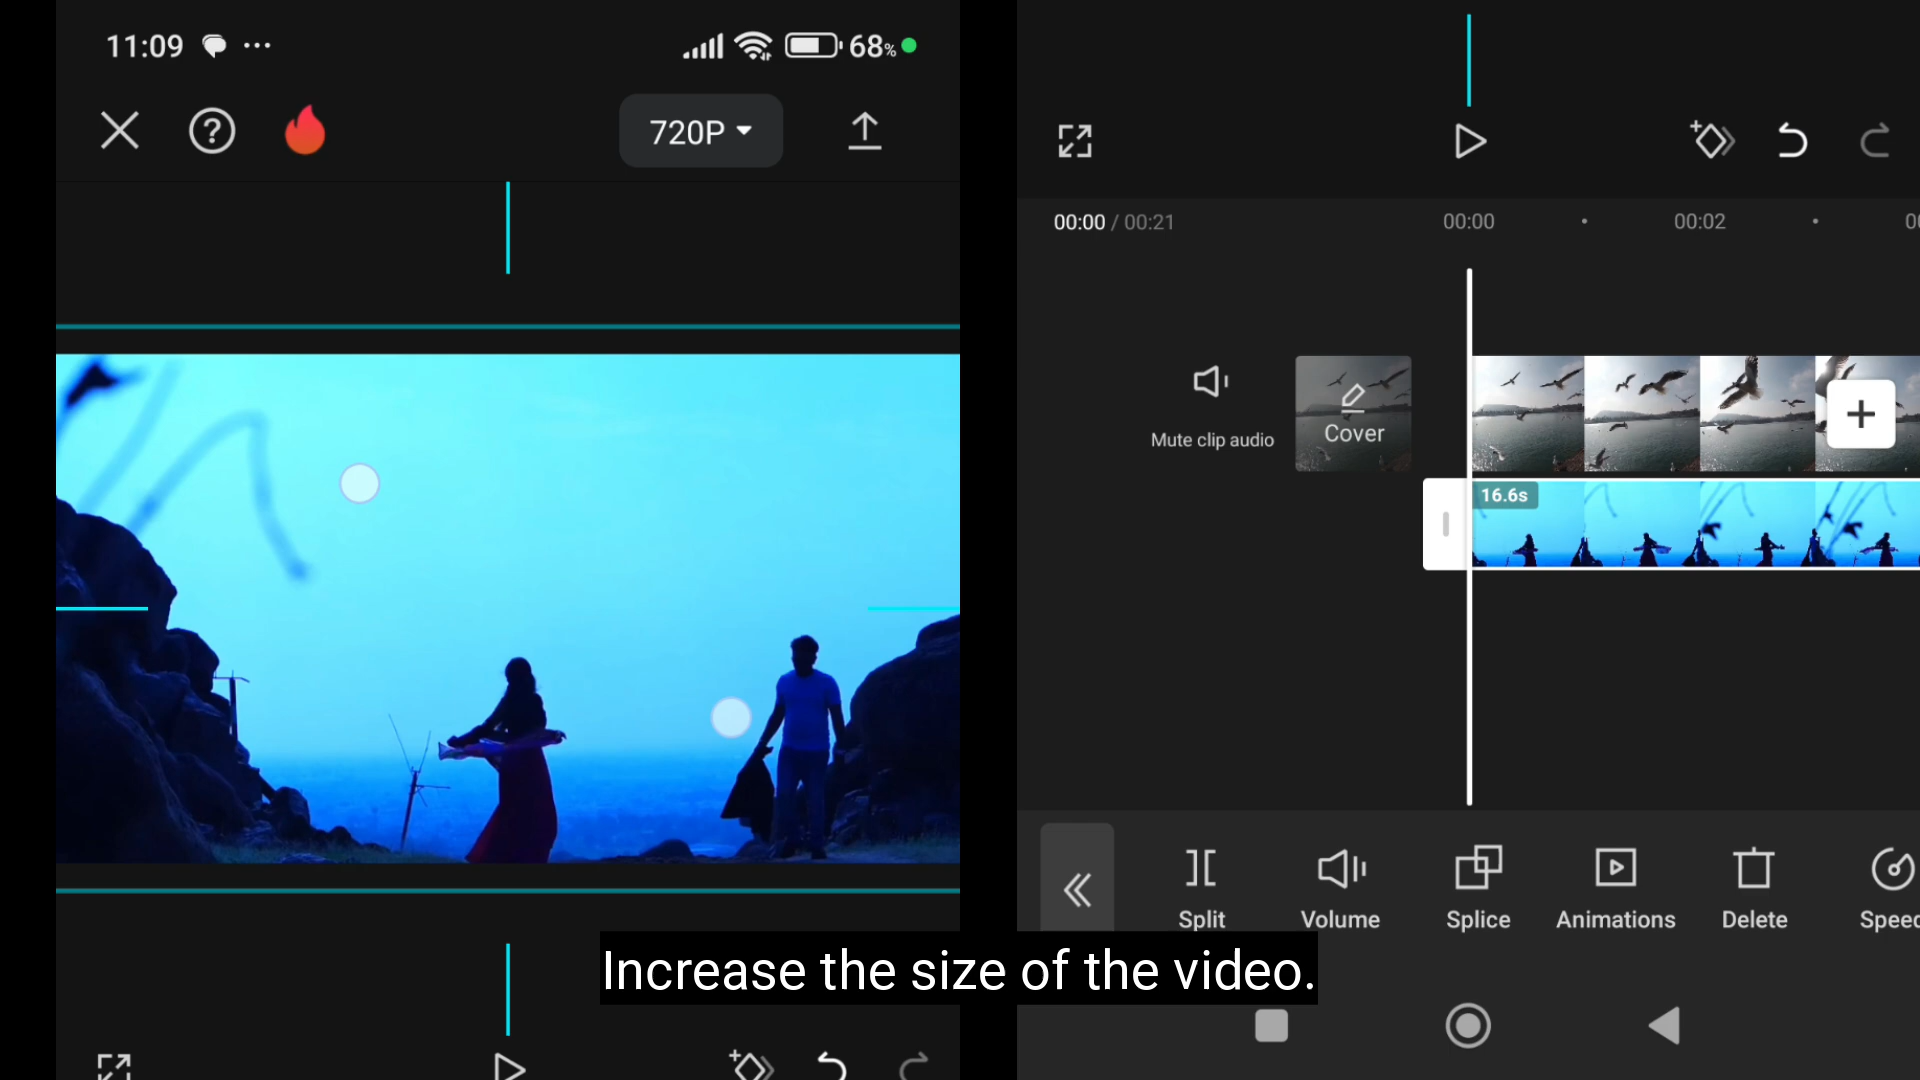 11:09
68%
720P
00:00 / 00:21
00:00
00:02
Mute clip audio
Cover
16.6s
Split
Volume
Splice
Animations
Delete
Speed
Increase the size of the video.